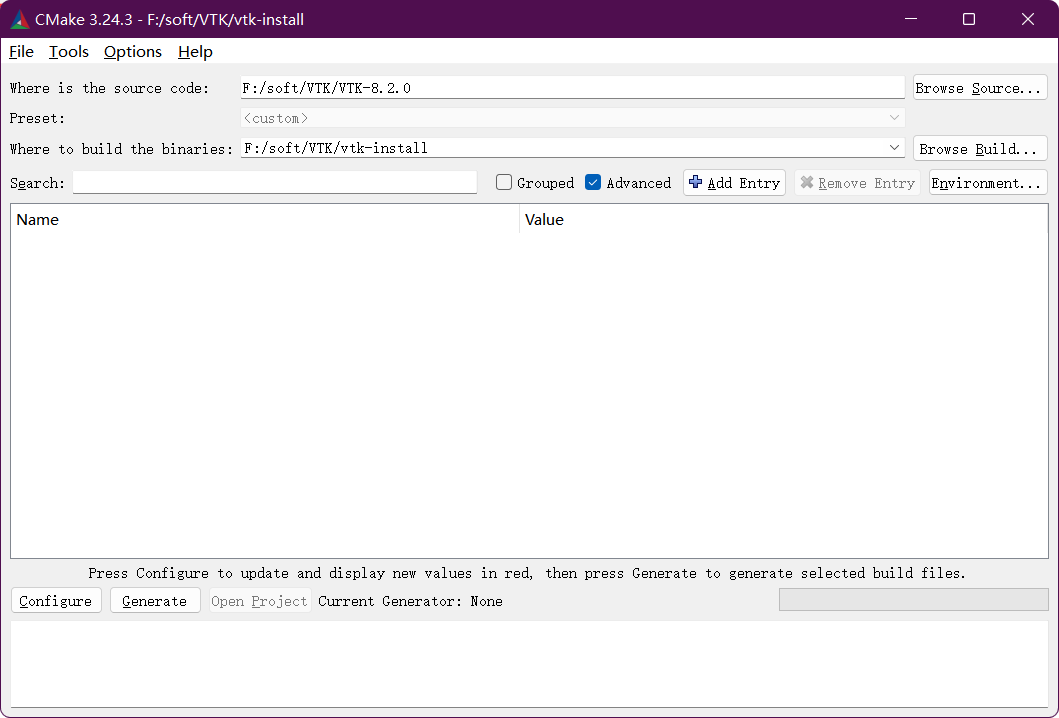 CMake 3.24.3 - F:/soft/VTK/vtk-install
File Tools Options Help
Where is the source code: F:/soft/VTK/VTK-8.2.0 Browse Source...
Preset: <custom>
Where to build the binaries: F:/soft/VTK/vtk-install Browse Build...
Search: Grouped Advanced Add Entry Remove Entry Environment...
Name Value
Press Configure to update and display new values in red, then press Generate to generate selected build files.
Configure Generate Open Project Current Generator: None